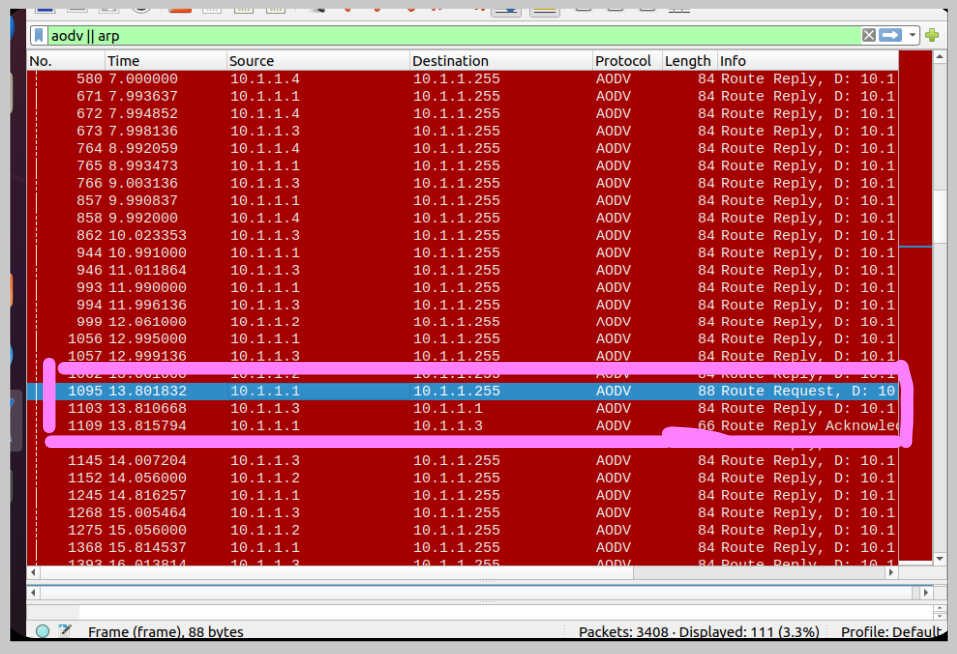 aodv || arp
No. Time Source Destination Protocol Length Info
580 7.000000 10.1.1.4 10.1.1.255 AODV 84 Route Reply, D: 10.1
671 7.993637 10.1.1.1 10.1.1.255 AODV 84 Route Reply, D: 10.1
672 7.994852 10.1.1.4 10.1.1.255 AODV 84 Route Reply, D: 10.1
673 7.998136 10.1.1.3 10.1.1.255 AODV 84 Route Reply, D: 10.1
764 8.992059 10.1.1.4 10.1.1.255 AODV 84 Route Reply, D: 10.1
765 8.993473 10.1.1.1 10.1.1.255 AODV 84 Route Reply, D: 10.1
766 9.003136 10.1.1.3 10.1.1.255 AODV 84 Route Reply, D: 10.1
857 9.990837 10.1.1.1 10.1.1.255 AODV 84 Route Reply, D: 10.1
858 9.992000 10.1.1.4 10.1.1.255 AODV 84 Route Reply, D: 10.1
862 10.023353 10.1.1.3 10.1.1.255 AODV 84 Route Reply, D: 10.1
944 10.991000 10.1.1.1 10.1.1.255 AODV 84 Route Reply, D: 10.1
946 11.011864 10.1.1.3 10.1.1.255 AODV 84 Route Reply, D: 10.1
993 11.990000 10.1.1.1 10.1.1.255 AODV 84 Route Reply, D: 10.1
994 11.996136 10.1.1.3 10.1.1.255 AODV 84 Route Reply, D: 10.1
999 12.061000 10.1.1.2 10.1.1.255 AODV 84 Route Reply, D: 10.1
1056 12.995000 10.1.1.1 10.1.1.255 AODV 84 Route Reply, D: 10.1
1057 12.999136 10.1.1.3 10.1.1.255 AODV 84 Route Reply, D: 10.1
10.1.1.2 10.1.1.255 AODV 84 Route Reply, D: 10.1
1095 13.801832 10.1.1.1 10.1.1.255 AODV 88 Route Request, D: 10
1103 13.810668 10.1.1.3 10.1.1.1 AODV 84 Route Reply, D: 10.1
1109 13.815794 10.1.1.1 10.1.1.3 AODV 66 Route Reply Acknowled
1145 14.007204 10.1.1.3 10.1.1.255 AODV 84 Route Reply, D: 10.1
1152 14.056000 10.1.1.2 10.1.1.255 AODV 84 Route Reply, D: 10.1
1245 14.816257 10.1.1.1 10.1.1.255 AODV 84 Route Reply, D: 10.1
1268 15.005464 10.1.1.3 10.1.1.255 AODV 84 Route Reply, D: 10.1
1275 15.056000 10.1.1.2 10.1.1.255 AODV 84 Route Reply, D: 10.1
1368 15.814537 10.1.1.1 10.1.1.255 AODV 84 Route Reply, D: 10.1
1393 16.013814 10.1.1.3 10.1.1.255 AODV 84 Route Reply, D: 10.1
Frame (frame), 88 bytes Packets: 3408 · Displayed: 111 (3.3%) Profile: Default